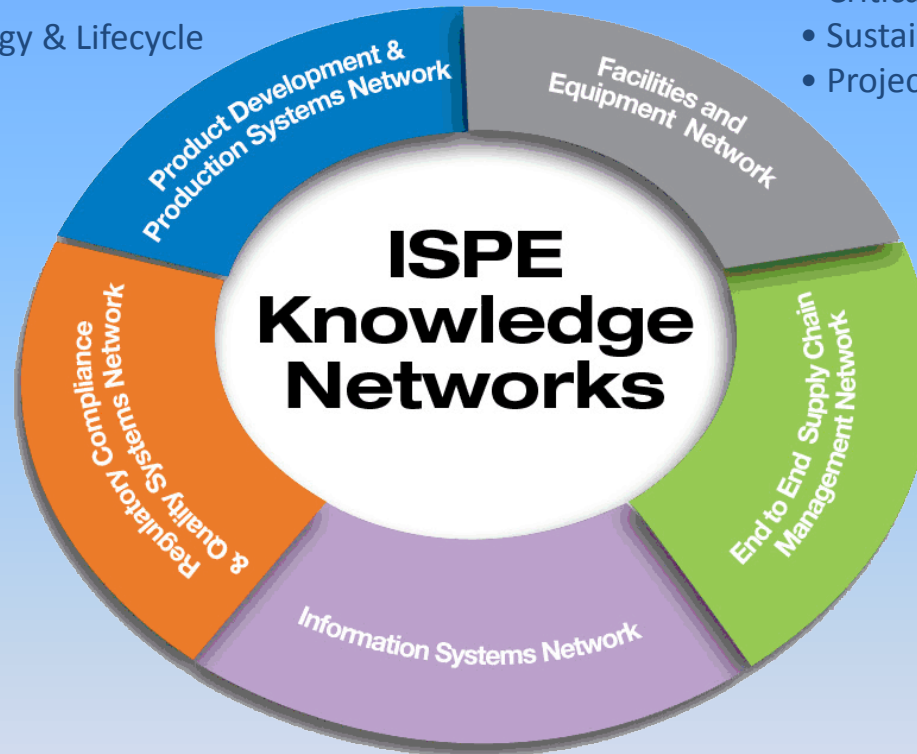 & Lifecycle
• Sustai
• Projec
Product Development &
Production Systems Network
Facilities and
Equipment Network
ISPE
Knowledge
Networks
Regulatory Compliance
& Quality Systems Network
End to End Supply Chain
Management Network
Information Systems Network